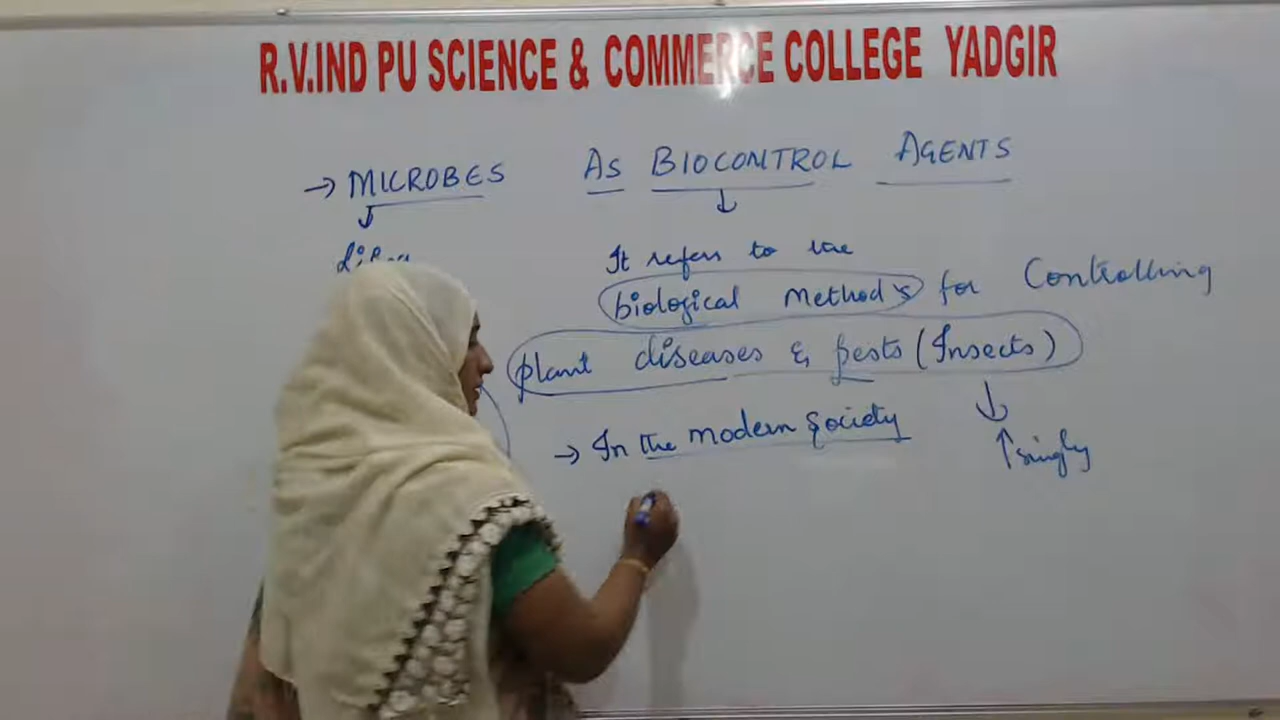 R.V.IND PU SCIENCE & COMMERCE COLLEGE YADGIR
→ MICROBES AS BIOCONTROL AGENTS
It refers to the
biological methods for Controlling
plant diseases & pests (Insects)
→ In the modern society
↑singly